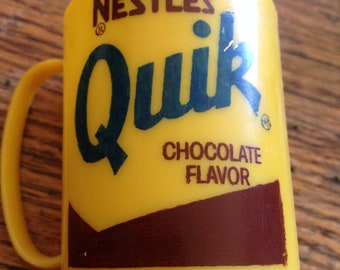 NESTLES
®
Quik
®
CHOCOLATE
FLAVOR